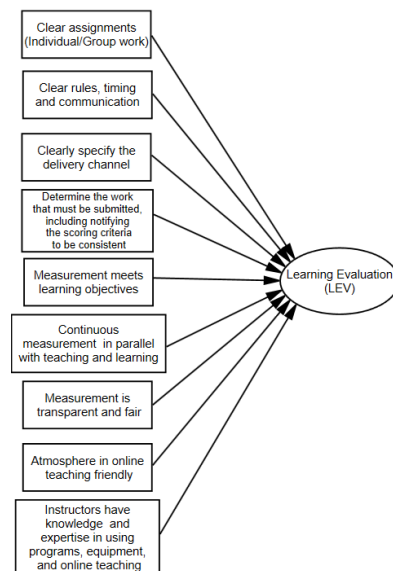 Clear assignments
(Individual/Group work)
Clear rules, timing
and communication
Clearly specify the
delivery channel
Determine the work
that must be submitted,
including notifying
the scoring criteria
to be consistent
Measurement meets
learning objectives
Continuous
measurement in parallel
with teaching and learning
Measurement is
transparent and fair
Atmosphere in online
teaching friendly
Instructors have
knowledge and
expertise in using
programs, equipment,
and online teaching
Learning Evaluation
(LEV)